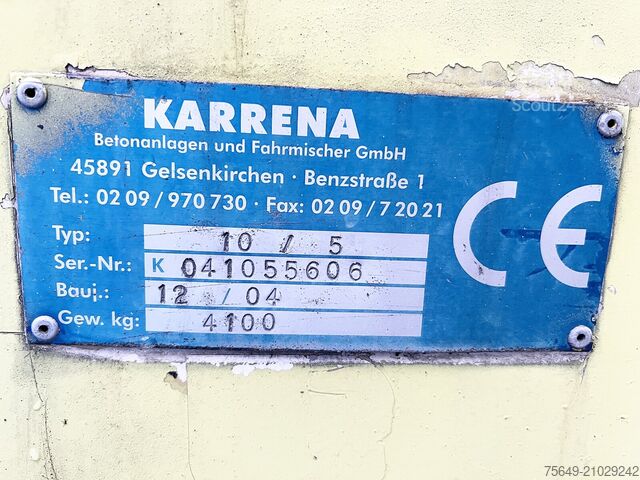 Scout24
KARRENA
Betonanlagen und Fahrmischer GmbH
45891 Gelsenkirchen · Benzstraße 1
Tel.: 02 09 / 970 730 · Fax: 02 09 / 7 20 21
CE
Typ: 10 / 5
Ser.-Nr.: K 041055606
Bauj.: 12 / 04
Gew. kg: 4100
75649-21029242